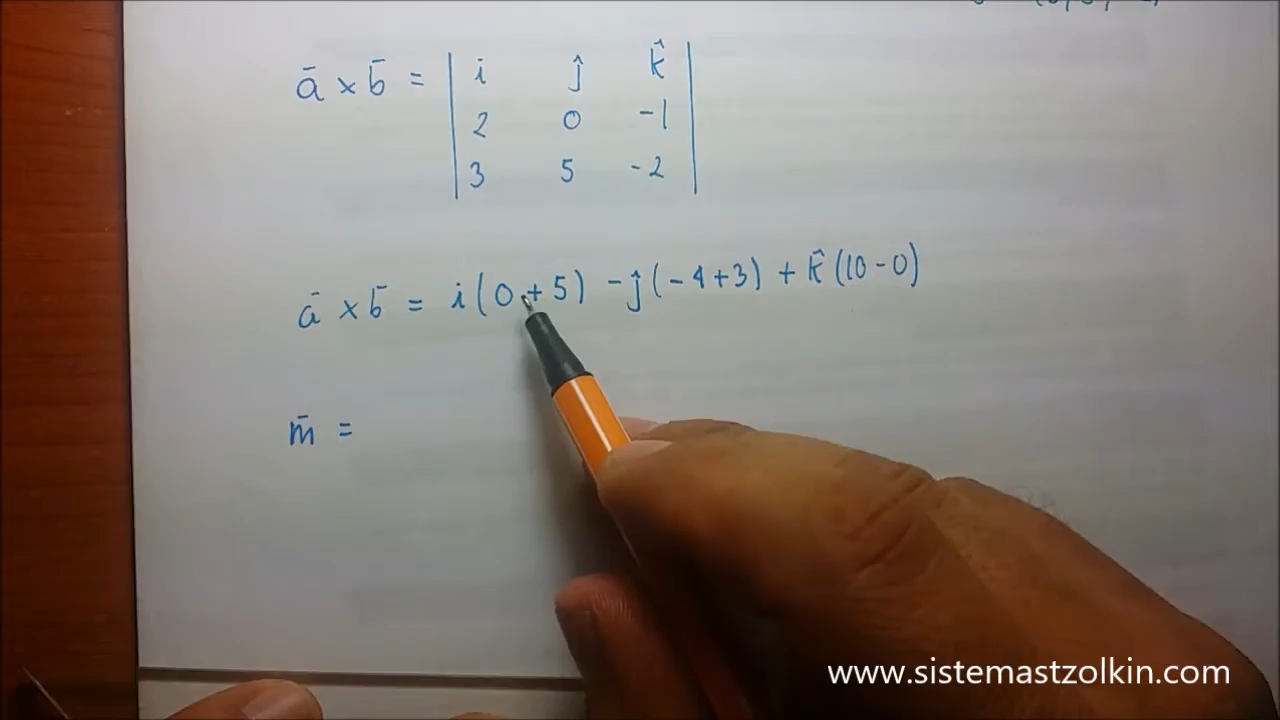 ā × b̄ = | i ĵ k̂ |
| 2 0 -1 |
| 3 5 -2 |
ā × b̄ = i(0+5) -ĵ(-4+3) + k̂(10-0)
m̄ =
www.sistemastzolkin.com